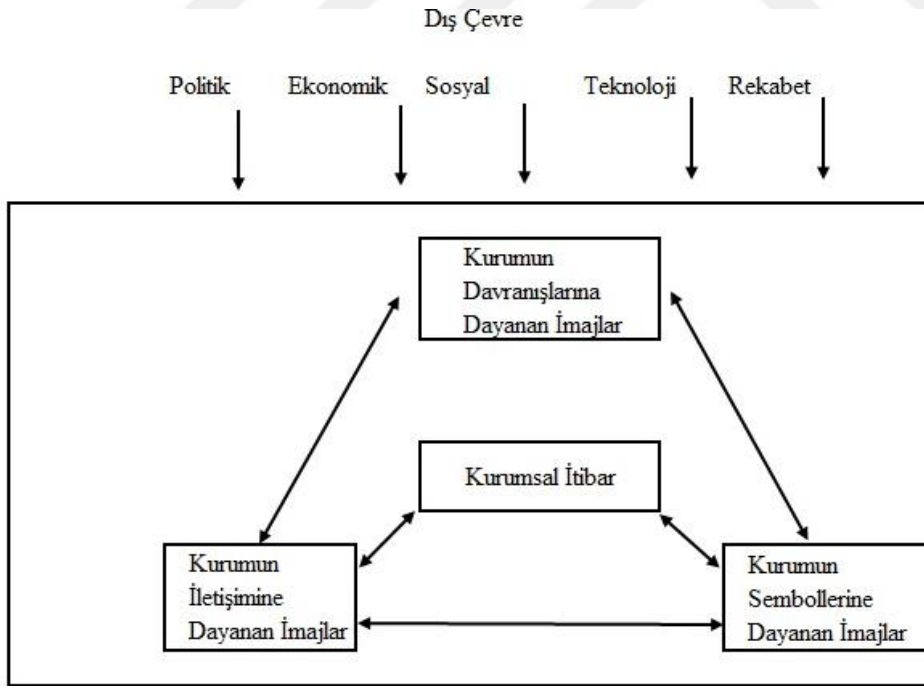 Dış Çevre
Politik Ekonomik Sosyal Teknoloji Rekabet
Kurumun
Davranışlarına
Dayanan İmajlar
Kurumsal İtibar
Kurumun
İletişimine
Dayanan İmajlar
Kurumun
Sembollerine
Dayanan İmajlar